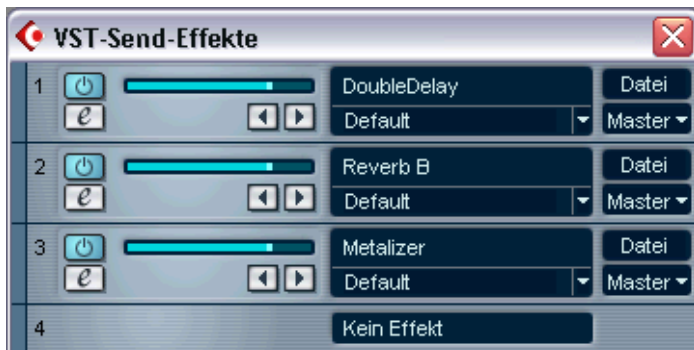 VST-Send-Effekte
1 DoubleDelay Datei
e Default Master
2 Reverb B Datei
e Default Master
3 Metalizer Datei
e Default Master
4 Kein Effekt